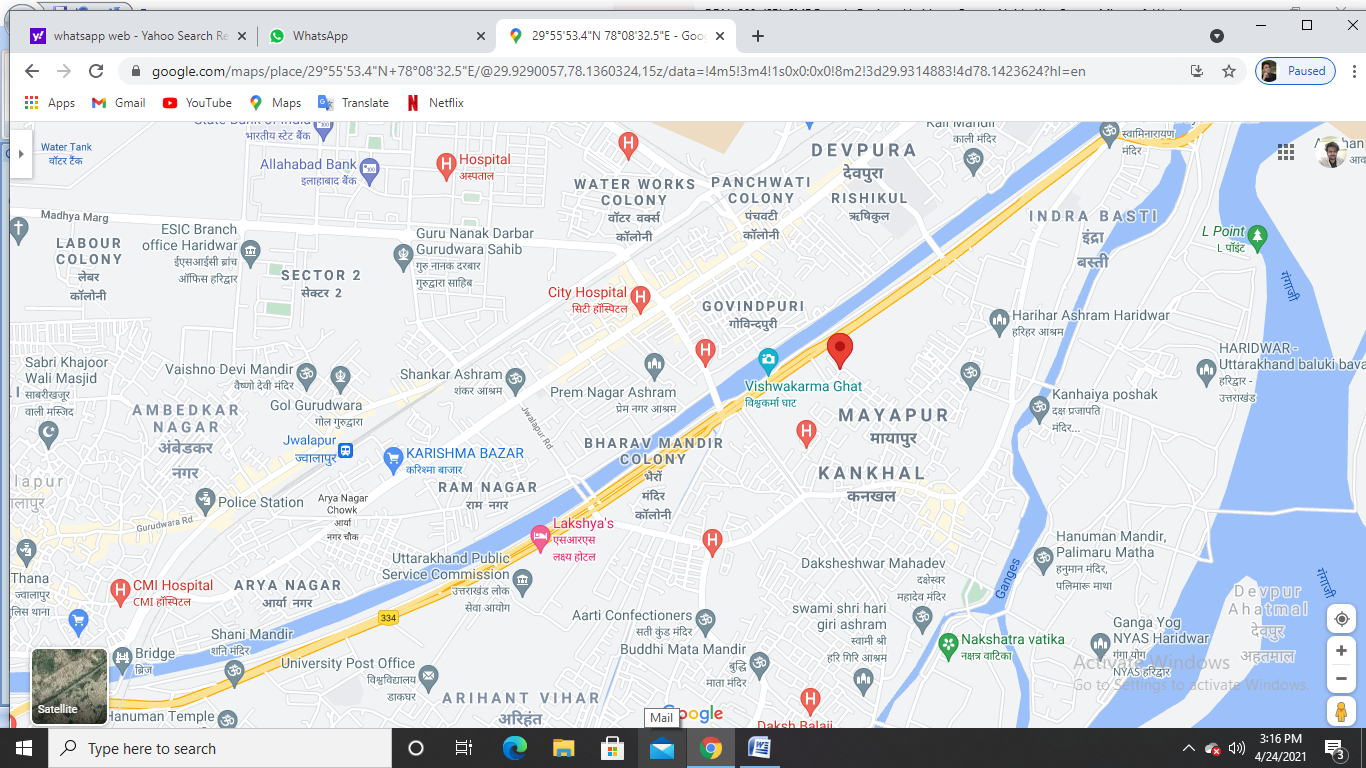 whatsapp web - Yahoo Search Re
WhatsApp
29°55'53.4"N 78°08'32.5"E - Goo
google.com/maps/place/29°55'53.4"N+78°08'32.5"E/@29.9290057,78.1360324,15z/data=!4m5!3m4!1s0x0:0x0!8m2!3d29.9314883!4d78.1423624?hl=en
Paused
Apps
Gmail
YouTube
Maps
Translate
Netflix
State Bank of India
भारतीय स्टेट बैंक
Water Tank
वॉटर टैंक
Allahabad Bank
इलाहाबाद बैंक
Hospital
अस्पताल
Kali Mandir
काली मंदिर
स्वामिनारायण
मंदिर
DEVPURA
देवपुरा
WATER WORKS
COLONY
वॉटर वर्क्स
कॉलोनी
PANCHWATI
COLONY
पंचवटी
कॉलोनी
RISHIKUL
ऋषिकुल
Madhya Marg
ESIC Branch
office Haridwar
ईएसआईसी ब्रांच
ऑफिस हरिद्वार
LABOUR
COLONY
लेबर
कॉलोनी
SECTOR 2
सेक्टर 2
Guru Nanak Darbar
Gurudwara Sahib
गुरु नानक दरबार
गुरुद्वारा साहिब
INDRA BASTI
इंद्रा
बस्ती
L Point
L पॉइंट
गंगाजी
City Hospital
सिटी हॉस्पिटल
GOVINDPURI
गोविन्दपुरी
Harihar Ashram Haridwar
हरिहर आश्रम
HARIDWAR -
Uttarakhand baluki bava
हरिद्वार -
उत्तराखंड
Sabri Khajoor
Wali Masjid
साबरीखजूर
वाली मस्जिद
Vaishno Devi Mandir
वैष्णो देवी मंदिर
Gol Gurudwara
गोल गुरुद्वारा
Shankar Ashram
शंकर आश्रम
Prem Nagar Ashram
प्रेम नगर आश्रम
Vishwakarma Ghat
विश्वकर्मा घाट
Kanhaiya poshak
दक्ष प्रजापति
मंदिर...
AMBEDKAR
NAGAR
अंबेडकर
नगर
Jwalapur Rd
MAYAPUR
मायापुर
Jwalapur
ज्वालापुर
KARISHMA BAZAR
करिश्मा बाजार
BHARAV MANDIR
COLONY
भैरों
मंदिर
कॉलोनी
KANKHAL
कनखल
RAM NAGAR
राम नगर
Police Station
Arya Nagar
Chowk
आर्या
नगर चौक
Gurudwara Rd
Lakshya's
एसआरएस
लक्ष्य होटल
Hanuman Mandir,
Palimaru Matha
हनुमान मंदिर,
पलिमारू माथा
Thana
ज्वालापुर
CMI Hospital
CMI हॉस्पिटल
ARYA NAGAR
आर्या नगर
Uttarakhand Public
Service Commission
उत्तराखंड लोक
सेवा आयोग
Daksheshwar Mahadev
दक्षेस्वर
महादेव मंदिर
Ganges
गंगाजी
Devpur
Ahatmal
देवपुर
अहतमाल
334
Aarti Confectioners
सती कुंड मंदिर
swami shri hari
giri ashram
स्वामी श्री
हरि गिरि आश्रम
Ganga Yog
NYAS Haridwar
गंगा योग
NYAS हरिद्वार
Shani Mandir
शनि मंदिर
Bridge
ब्रिज
Buddhi Mata Mandir
बुद्धि
माता मंदिर
Nakshatra vatika
नक्षत्र वाटिका
University Post Office
विश्वविद्यालय
डाकघर
ARIHANT VIHAR
अरिहंत
Hanuman Temple
Daksh Balaji
Satellite
Activate Windows
Go to Settings to activate Windows.
Google
Mail
Type here to search
3:16 PM
4/24/2021
3